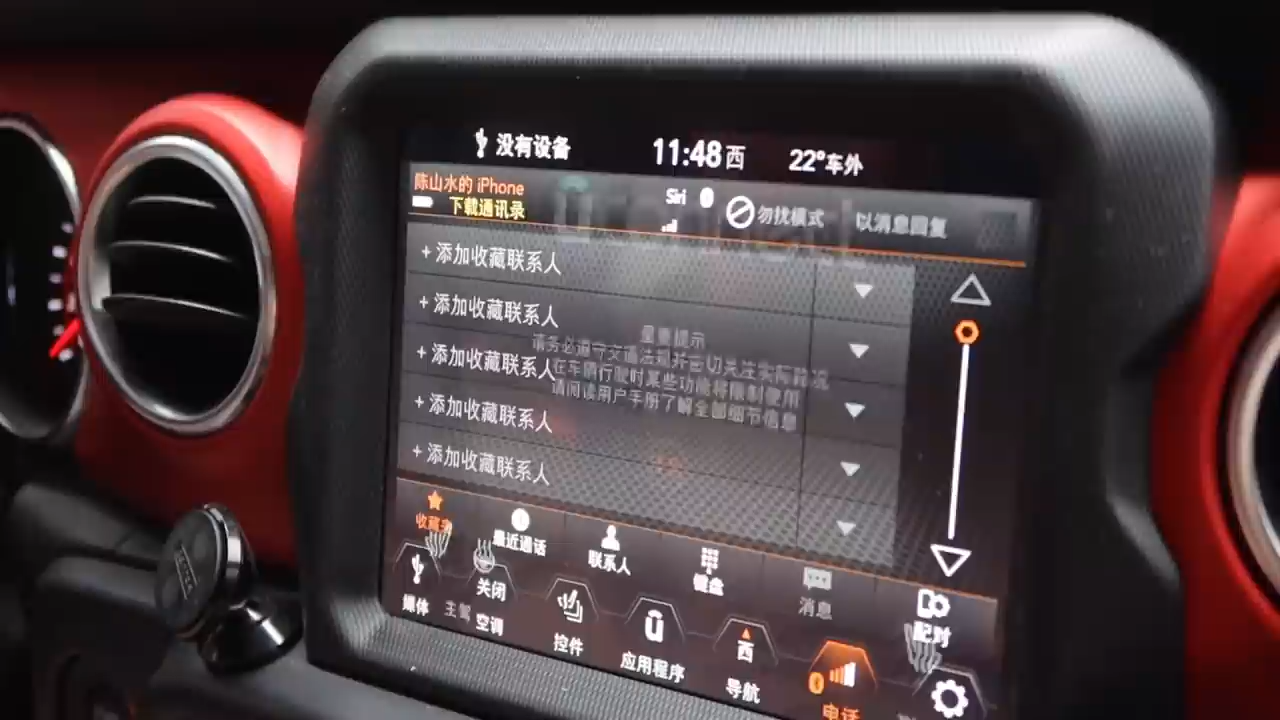 没有设备
11:48西
22°车外
陈山水的 iPhone
下载通讯录
Siri
勿扰模式
以消息回复
+ 添加收藏联系人
+ 添加收藏联系人
+ 添加收藏联系人
+ 添加收藏联系人
+ 添加收藏联系人
重要提示
请务必遵守交通法规并密切关注实际路况
在车辆行驶时某些功能将限制使用
请阅读用户手册了解全部细节信息
收藏夹
最近通话
联系人
键盘
消息
配对
媒体
主驾
关闭
空调
控件
应用程序
西
导航
电话